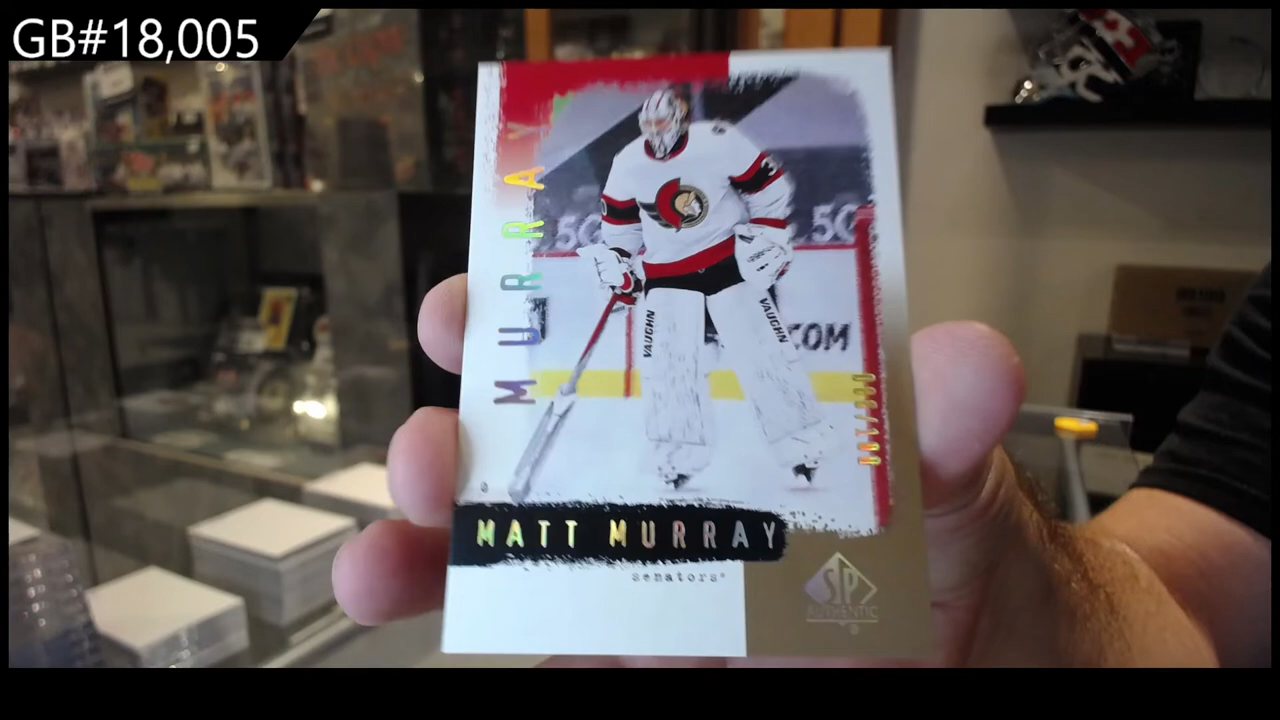 GB#18,005
MURRAY
50
50
VAUGHN
VAUGHN
.COM
MATT MURRAY
senators
SP
AUTHENTIC